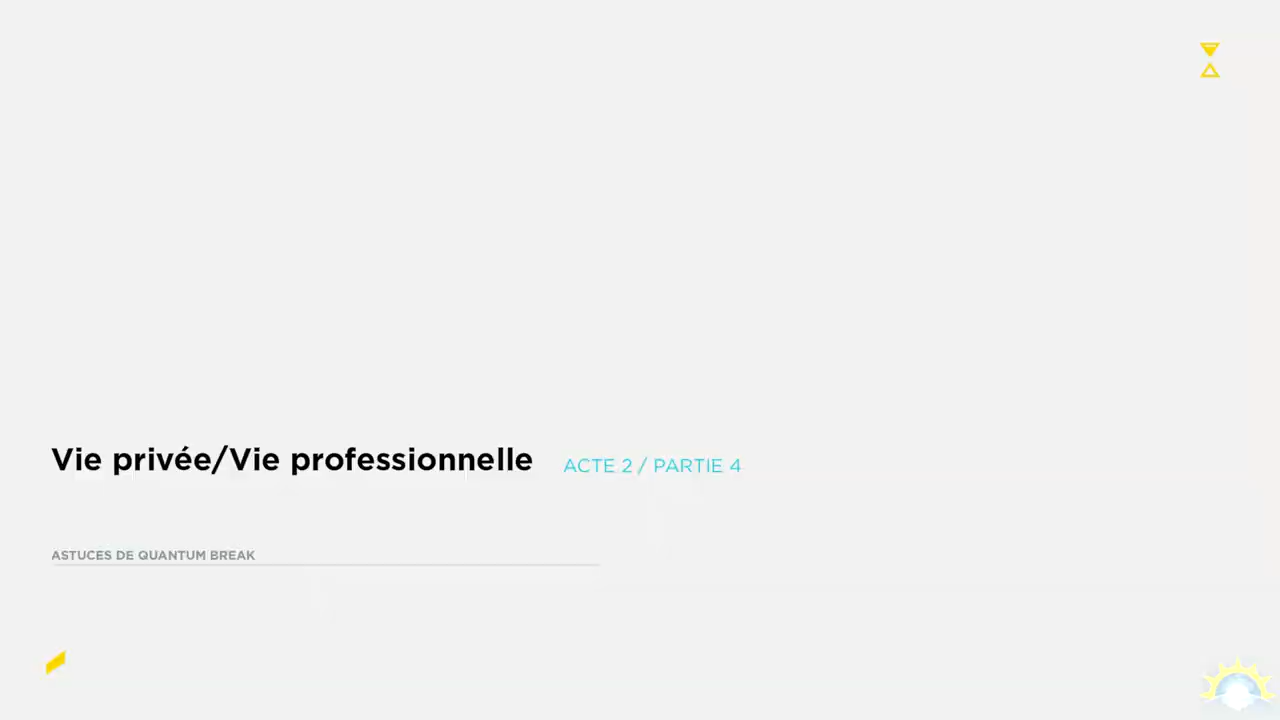 Vie privée/Vie professionnelle ACTE 2 / PARTIE 4
ASTUCES DE QUANTUM BREAK